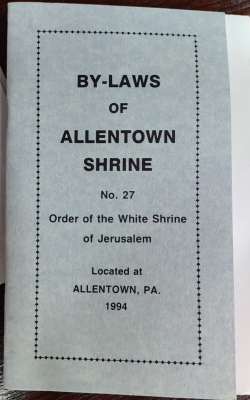 BY-LAWS
OF
ALLENTOWN
SHRINE
No. 27
Order of the White Shrine
of Jerusalem
Located at
ALLENTOWN, PA.
1994